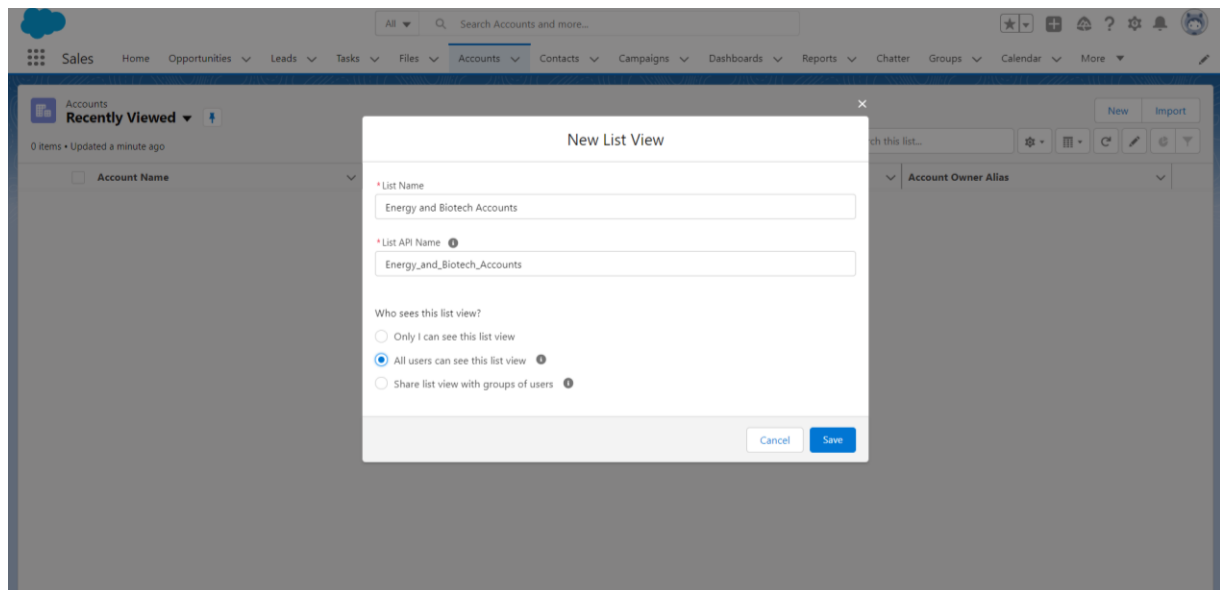 All Search Accounts and more...
Sales Home Opportunities Leads Tasks Files Accounts Contacts Campaigns Dashboards Reports Chatter Groups Calendar More
Accounts
Recently Viewed
New Import
0 items • Updated a minute ago
ch this list...
Account Name
Account Owner Alias
New List View
*List Name
Energy and Biotech Accounts
*List API Name
Energy_and_Biotech_Accounts
Who sees this list view?
Only I can see this list view
All users can see this list view
Share list view with groups of users
Cancel Save